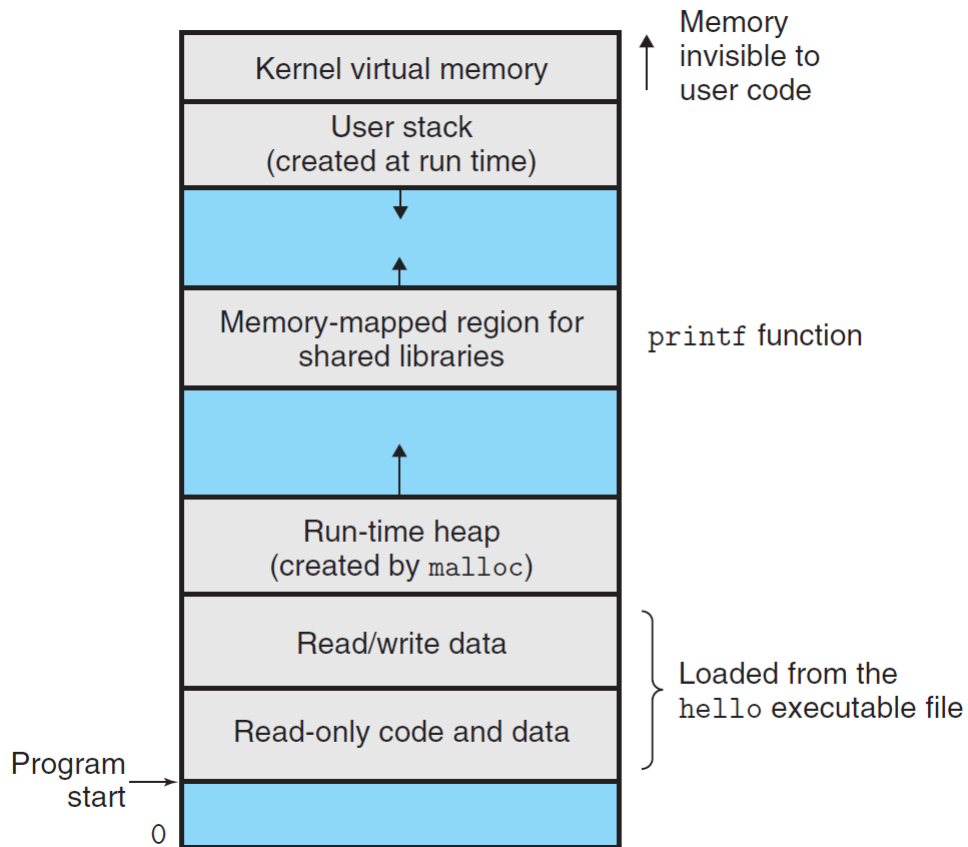 Memory
invisible to
user code
Kernel virtual memory
User stack
(created at run time)
Memory-mapped region for
shared libraries
printf function
Run-time heap
(created by malloc)
Read/write data
Loaded from the
hello executable file
Read-only code and data
Program
start
0